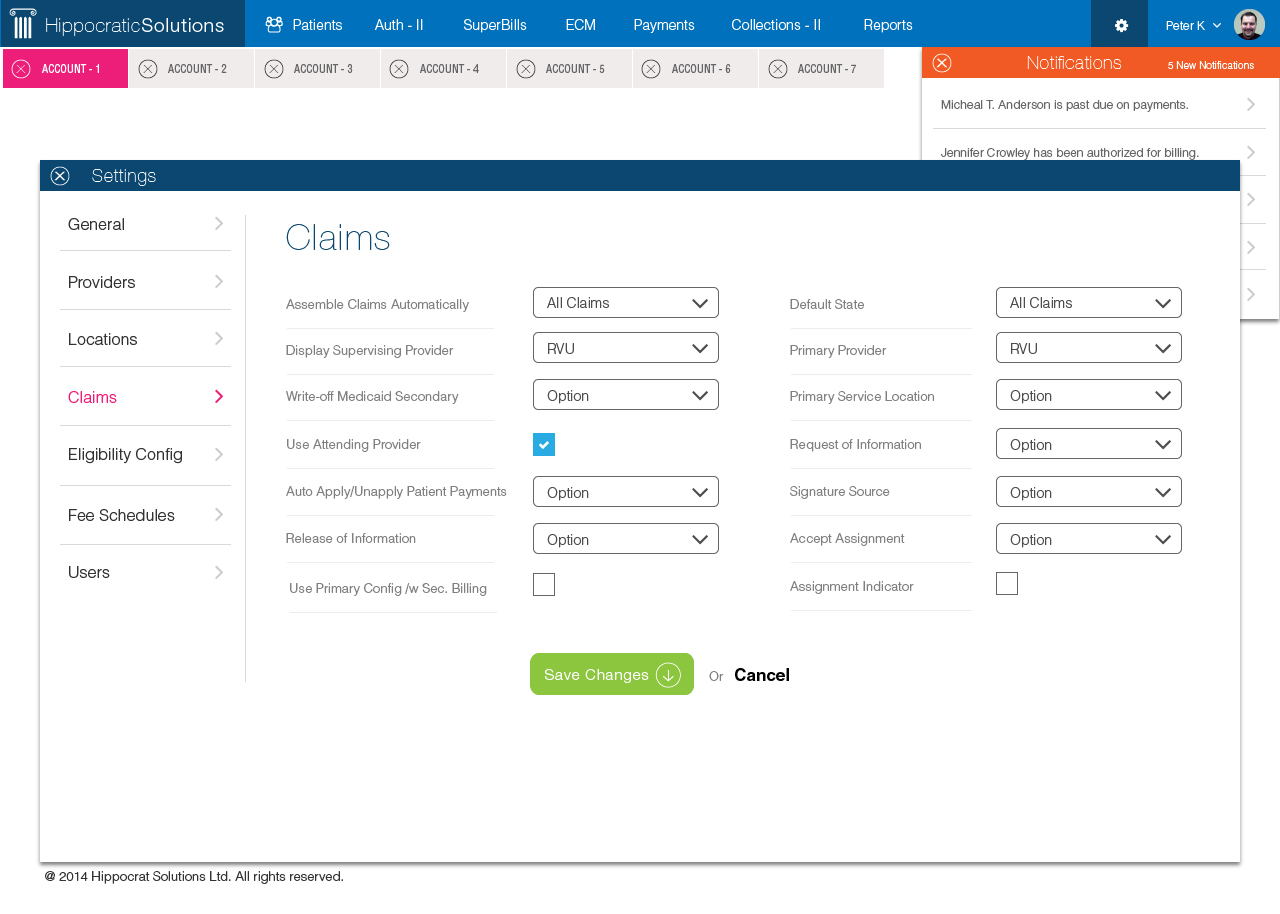 HippocraticSolutions
Patients
Auth - II
SuperBills
ECM
Payments
Collections - II
Reports
Peter K
ACCOUNT - 1
ACCOUNT - 2
ACCOUNT - 3
ACCOUNT - 4
ACCOUNT - 5
ACCOUNT - 6
ACCOUNT - 7
Notifications
5 New Notifications
Micheal T. Anderson is past due on payments.
Jennifer Crowley has been authorized for billing.
Settings
General
Providers
Locations
Claims
Eligibility Config
Fee Schedules
Users
Claims
Assemble Claims Automatically
All Claims
Default State
All Claims
Display Supervising Provider
RVU
Primary Provider
RVU
Write-off Medicaid Secondary
Option
Primary Service Location
Option
Use Attending Provider
Request of Information
Option
Auto Apply/Unapply Patient Payments
Option
Signature Source
Option
Release of Information
Option
Accept Assignment
Option
Use Primary Config /w Sec. Billing
Assignment Indicator
Save Changes
Or
Cancel
@ 2014 Hippocrat Solutions Ltd. All rights reserved.